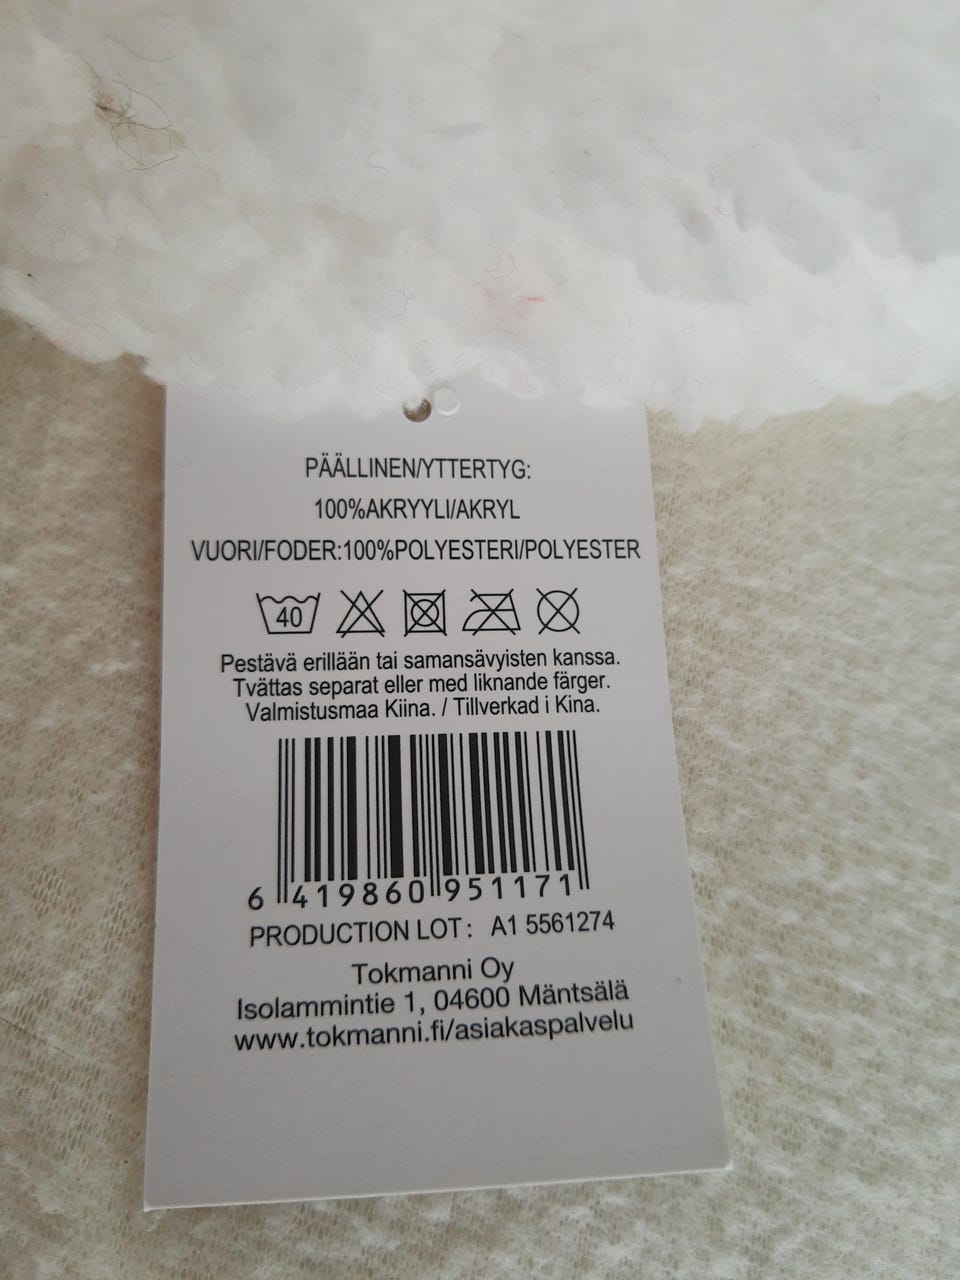 PÄÄLLINEN/YTTERTYG:
100%AKRYYLI/AKRYL
VUORI/FODER:100%POLYESTERI/POLYESTER
40
Pestävä erillään tai samansävyisten kanssa.
Tvättas separat eller med liknande färger.
Valmistusmaa Kiina. / Tillverkad i Kina.
6 419860 951171
PRODUCTION LOT: A1 5561274
Tokmanni Oy
Isolammintie 1, 04600 Mäntsälä
www.tokmanni.fi/asiakaspalvelu